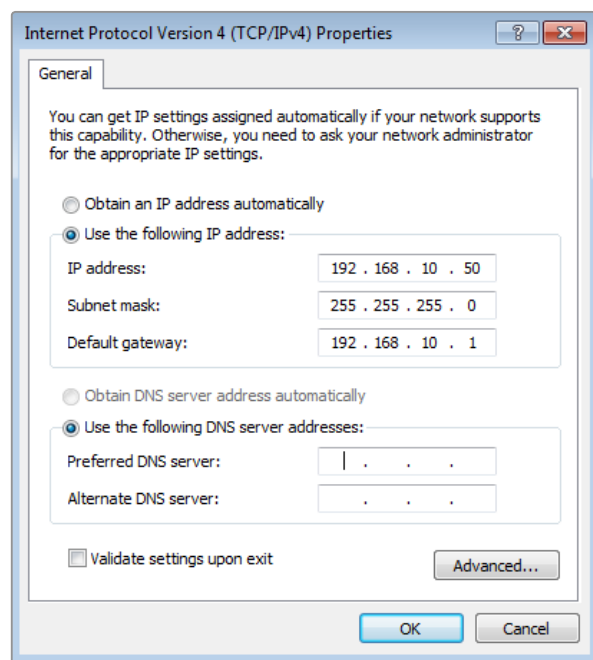 Internet Protocol Version 4 (TCP/IPv4) Properties
General
You can get IP settings assigned automatically if your network supports
this capability. Otherwise, you need to ask your network administrator
for the appropriate IP settings.
Obtain an IP address automatically
Use the following IP address:
IP address: 192 . 168 . 10 . 50
Subnet mask: 255 . 255 . 255 . 0
Default gateway: 192 . 168 . 10 . 1
Obtain DNS server address automatically
Use the following DNS server addresses:
Preferred DNS server: . . .
Alternate DNS server: . . .
Validate settings upon exit
Advanced...
OK Cancel